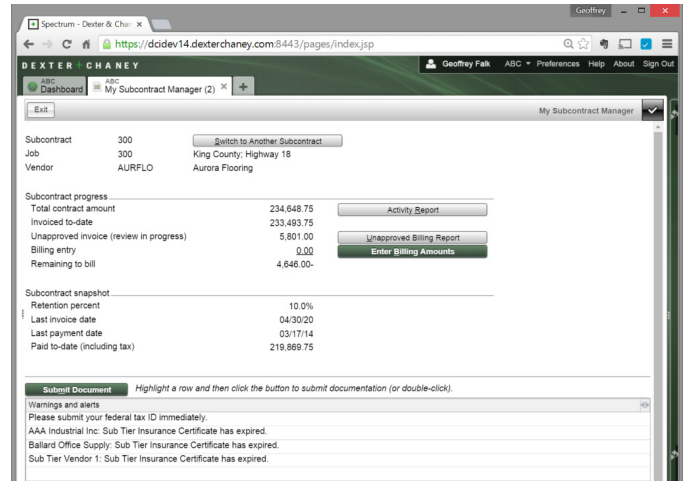 Geoffrey
Spectrum - Dexter & Char
https://dcidev14.dexterchaney.com:8443/pages/index.jsp
DEXTER+CHANEY
Geoffrey Falk ABC Preferences Help About Sign Out
ABC
Dashboard
ABC
My Subcontract Manager (2)
Exit
My Subcontract Manager
Subcontract 300 Switch to Another Subcontract
Job 300 King County; Highway 18
Vendor AURFLO Aurora Flooring
Subcontract progress
Total contract amount 234,648.75 Activity Report
Invoiced to-date 233,493.75
Unapproved invoice (review in progress) 5,801.00 Unapproved Billing Report
Billing entry 0.00 Enter Billing Amounts
Remaining to bill 4,646.00-
Subcontract snapshot
Retention percent 10.0%
Last invoice date 04/30/20
Last payment date 03/17/14
Paid to-date (including tax) 219,869.75
Submit Document Highlight a row and then click the button to submit documentation (or double-click).
Warnings and alerts
Please submit your federal tax ID immediately.
AAA Industrial Inc: Sub Tier Insurance Certificate has expired.
Ballard Office Supply: Sub Tier Insurance Certificate has expired.
Sub Tier Vendor 1: Sub Tier Insurance Certificate has expired.